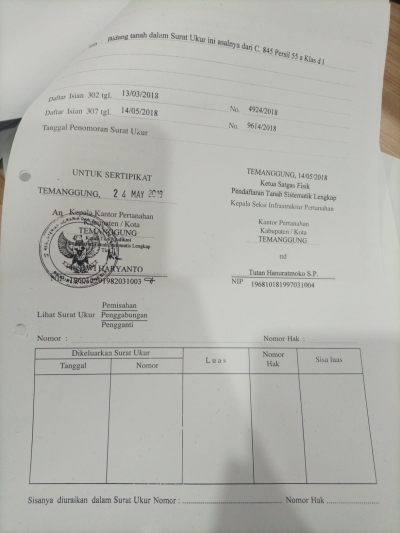 Bidang tanah dalam Surat Ukur ini asalnya dari C. 845 Persil 55 a Klas d I
Daftar Isian 302 tgl. 13/03/2018 No. 4924/2018
Daftar Isian 307 tgl. 14/05/2018 No. 9614/2018
Tanggal Penomoran Surat Ukur
UNTUK SERTIPIKAT
TEMANGGUNG, 24 MAY 2018
An Kepala Kantor Pertanahan
Kabupaten / Kota
TEMANGGUNG
HARYANTO
NIP
TEMANGGUNG, 14/05/2018
Ketua Satgas Fisik
Pendaftaran Tanah Sistematik Lengkap
Kepala Seksi Infrastruktur Pertanahan
Kantor Pertanahan
Kabupaten / Kota
TEMANGGUNG
ttd
Tutan Hanuratmoko S.P.
NIP 196810181997031004
Lihat Surat Ukur
Pemisahan
Penggabungan
Pengganti
Nomor : Nomor Hak :
Dikeluarkan Surat Ukur
Tanggal
Nomor
Luas
Nomor
Hak
Sisa luas
Sisanya diuraikan dalam Surat Ukur Nomor : Nomor Hak